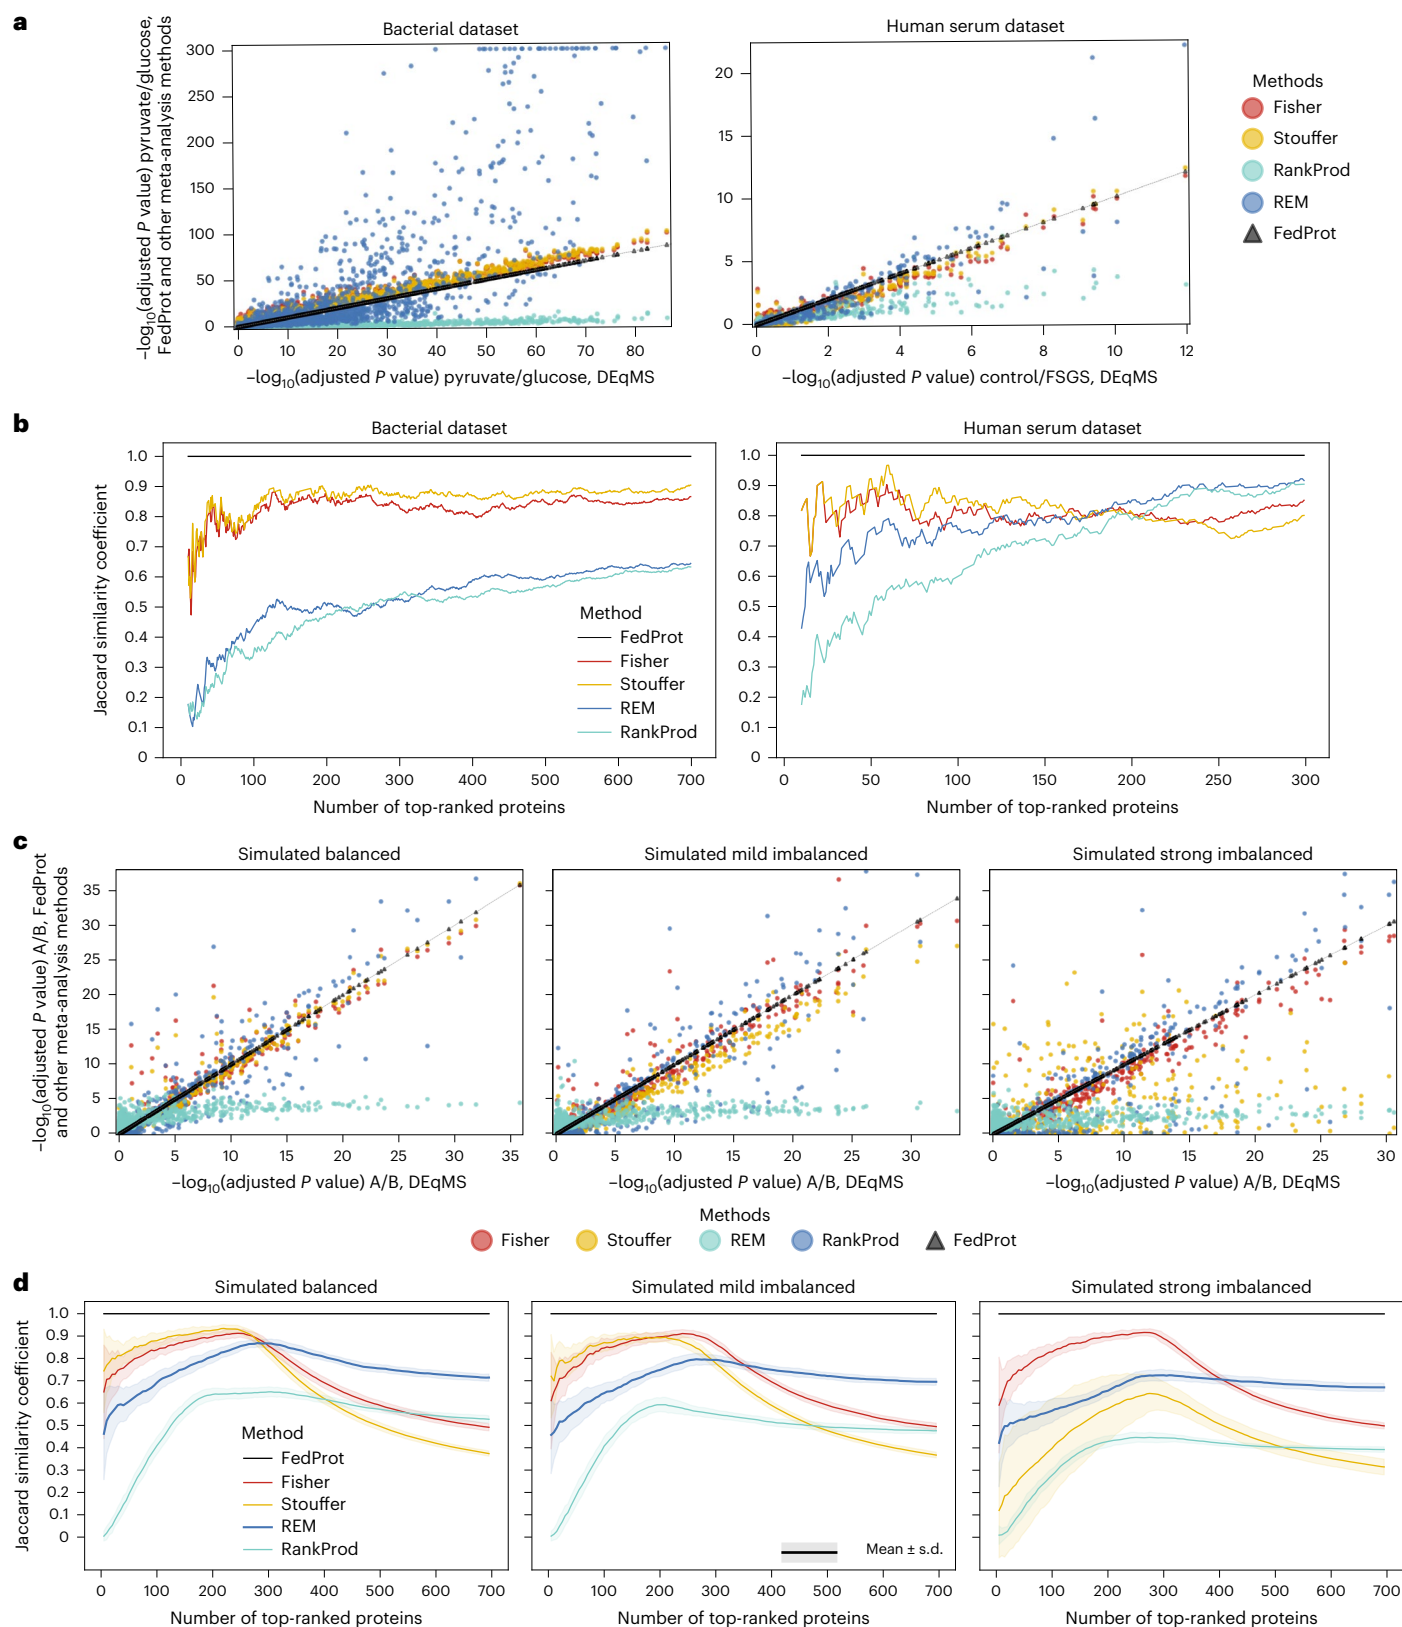 a
Bacterial dataset
Human serum dataset
–log10(adjusted P value) pyruvate/glucose,
FedProt and other meta-analysis methods
300
250
200
150
100
50
0
0 10 20 30 40 50 60 70 80
–log10(adjusted P value) pyruvate/glucose, DEqMS
20
15
10
5
0
0 2 4 6 8 10 12
–log10(adjusted P value) control/FSGS, DEqMS
Methods
Fisher
Stouffer
RankProd
REM
FedProt
b
Bacterial dataset
Human serum dataset
Jaccard similarity coefficient
1.0
0.9
0.8
0.7
0.6
0.5
0.4
0.3
0.2
0.1
0
0 100 200 300 400 500 600 700
Number of top-ranked proteins
Method
FedProt
Fisher
Stouffer
REM
RankProd
1.0
0.9
0.8
0.7
0.6
0.5
0.4
0.3
0.2
0.1
0
0 50 100 150 200 250 300
Number of top-ranked proteins
c
Simulated balanced
Simulated mild imbalanced
Simulated strong imbalanced
–log10(adjusted P value) A/B, FedProt
and other meta-analysis methods
35
30
25
20
15
10
5
0
0 5 10 15 20 25 30 35
–log10(adjusted P value) A/B, DEqMS
0 5 10 15 20 25 30
–log10(adjusted P value) A/B, DEqMS
0 5 10 15 20 25 30
–log10(adjusted P value) A/B, DEqMS
Methods
Fisher Stouffer REM RankProd FedProt
d
Simulated balanced
Simulated mild imbalanced
Simulated strong imbalanced
Jaccard similarity coefficient
1.0
0.9
0.8
0.7
0.6
0.5
0.4
0.3
0.2
0.1
0
Method
FedProt
Fisher
Stouffer
REM
RankProd
Mean ± s.d.
0 100 200 300 400 500 600 700
Number of top-ranked proteins
0 100 200 300 400 500 600 700
Number of top-ranked proteins
0 100 200 300 400 500 600 700
Number of top-ranked proteins